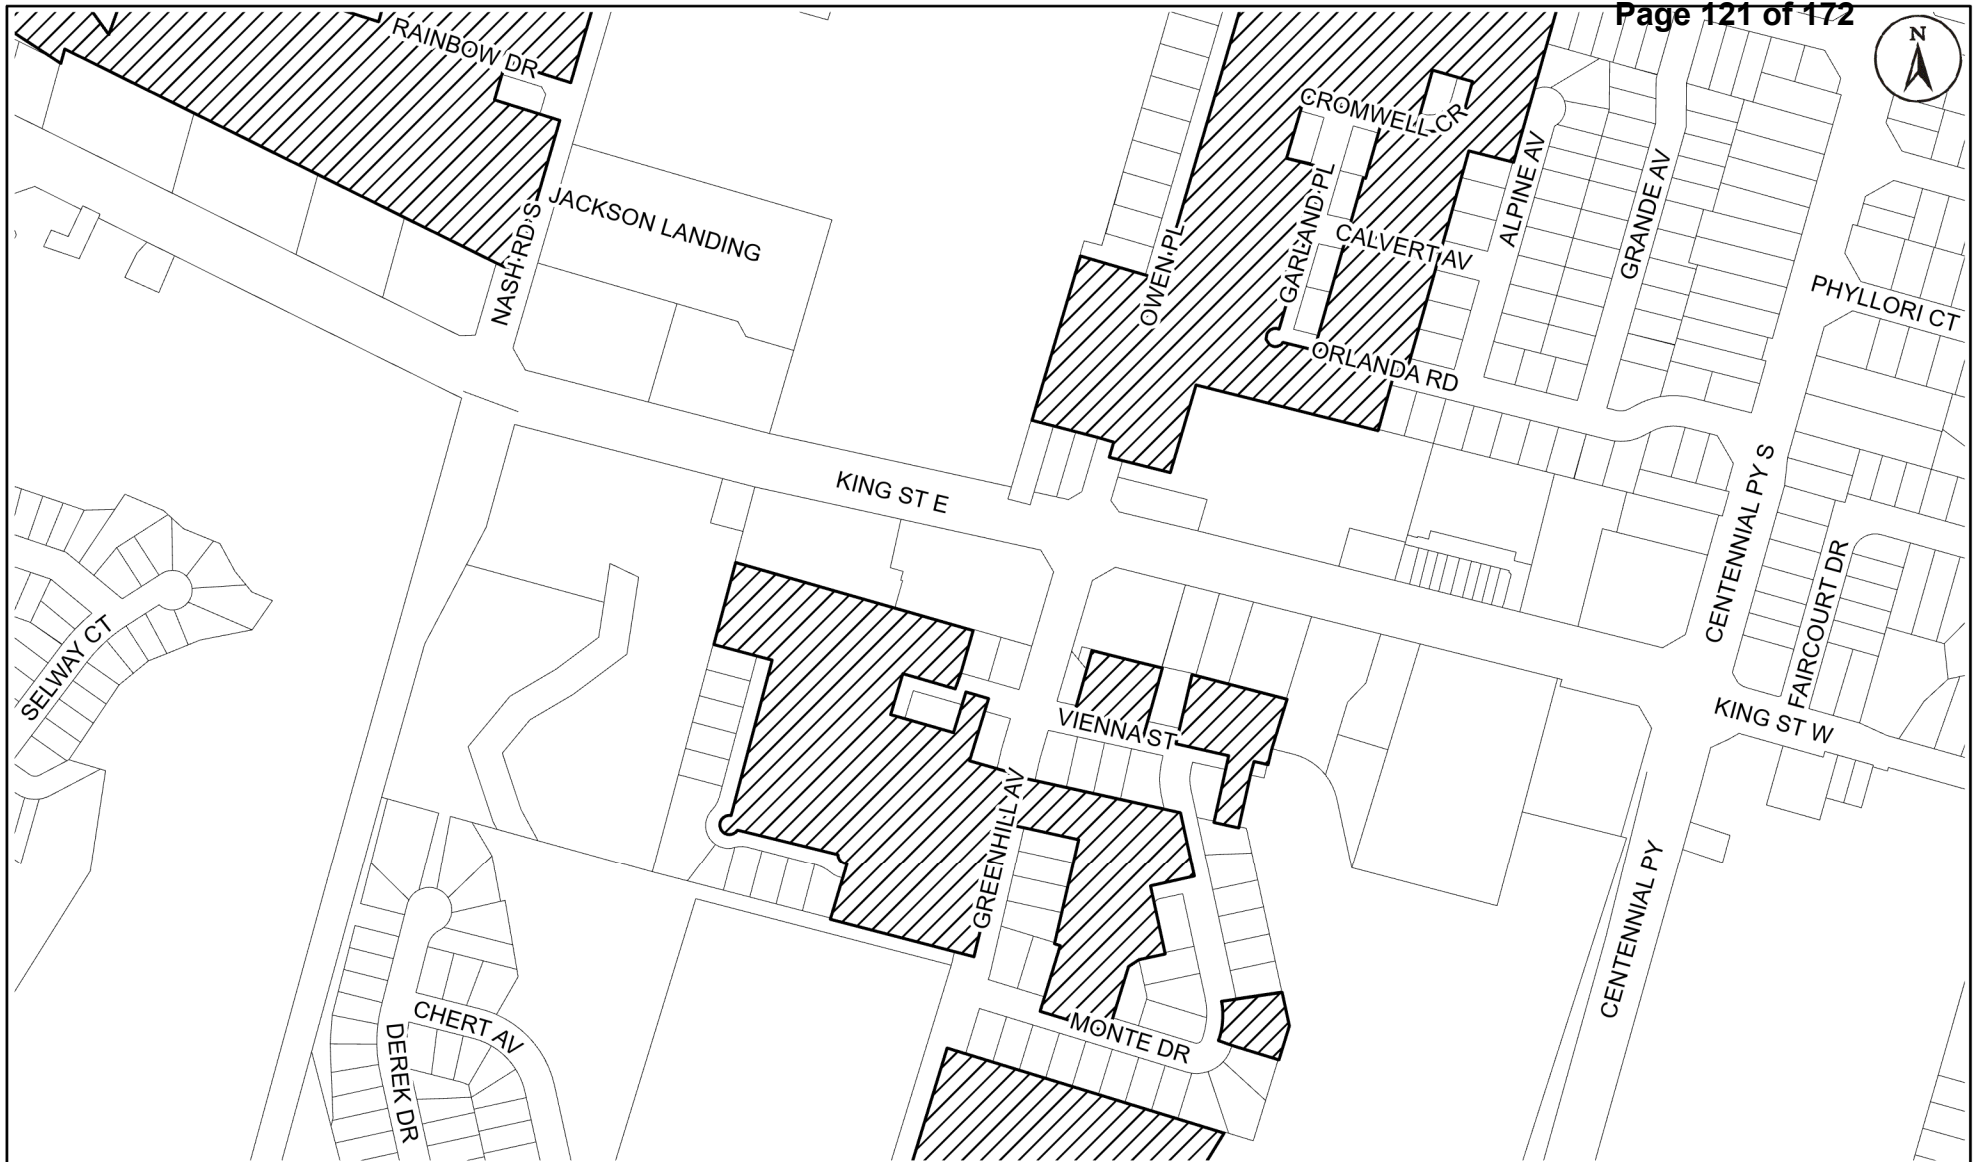 Page 121 of 172
N
RAINBOW DR
CROMWELL CR
ALPINE AV
GRANDE AV
JACKSON LANDING
NASH RD S
OWEN PL
GARLAND PL
CALVERT AV
PHYLLORI CT
ORLANDA RD
KING ST E
CENTENNIAL PY S
FAIRCOURT DR
SELWAY CT
VIENNA ST
KING ST W
GREENHILL AV
CENTENNIAL PY
CHERT AV
DEREK DR
MONTE DR